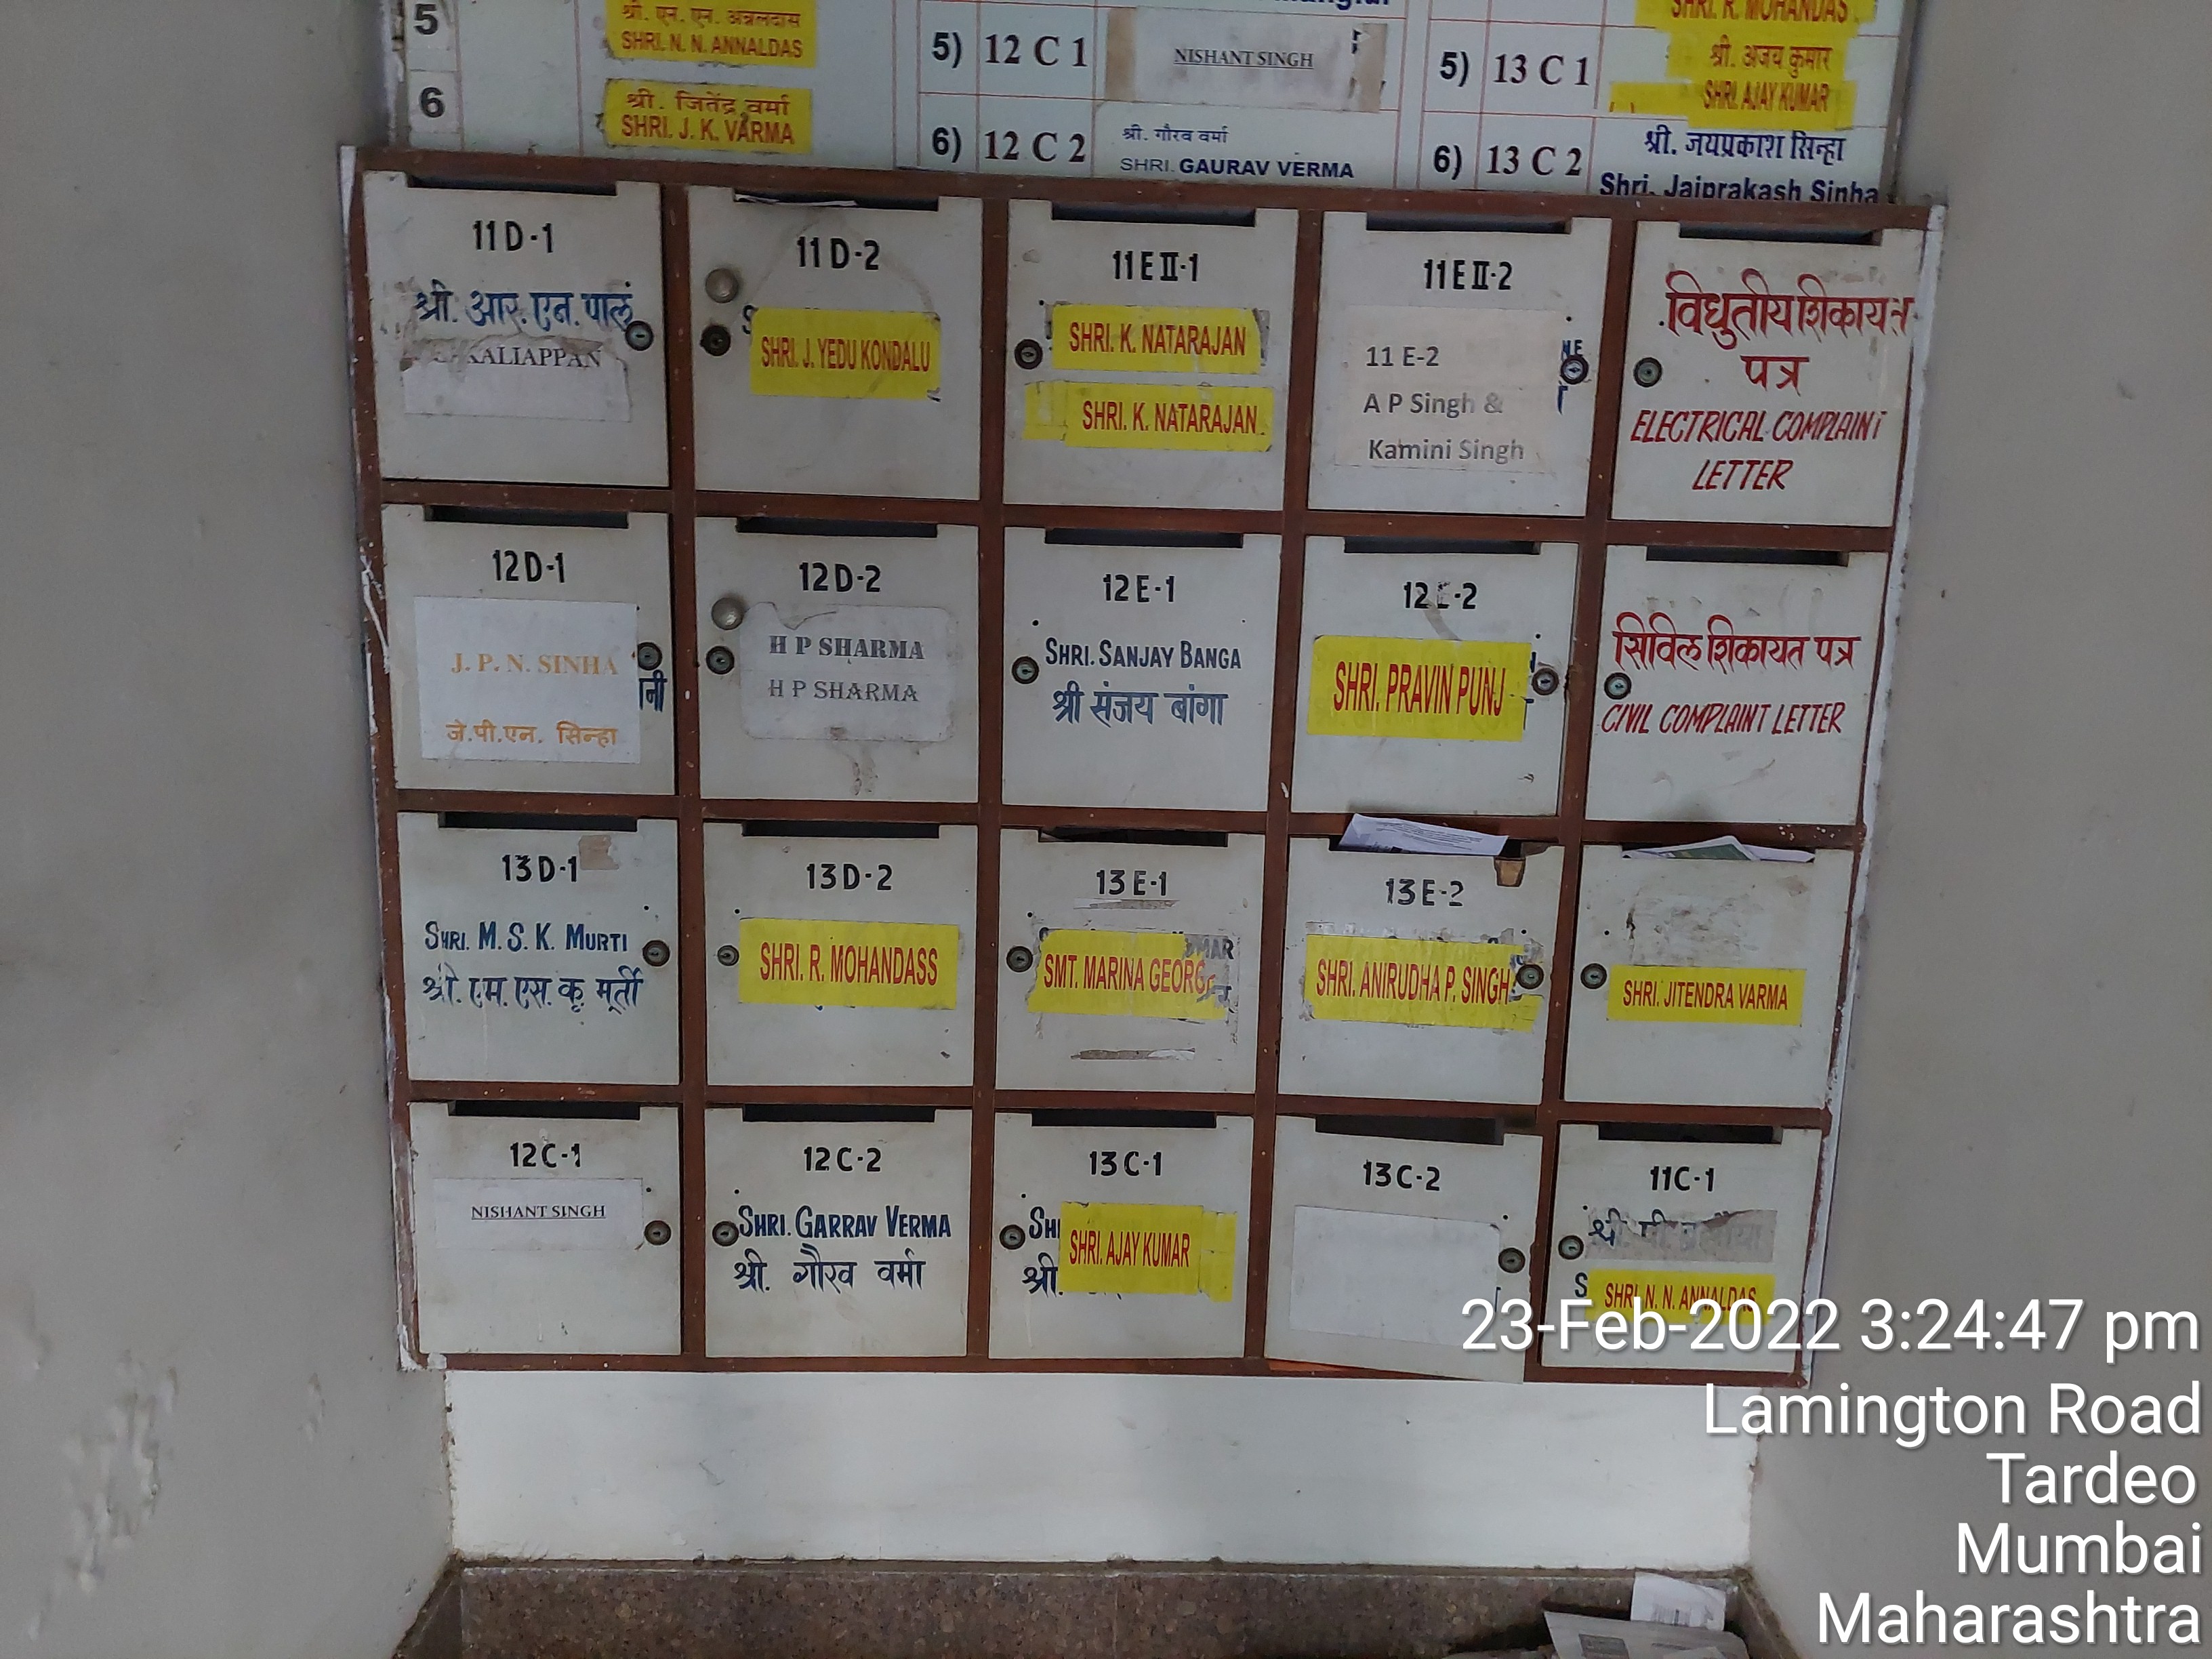 5
श्री. एन. एन. अन्नलदास
SHRI. N. N. ANNALDAS
6
श्री. जितेंद्र वर्मा
SHRI. J. K. VARMA
5) 12 C 1
NISHANT SINGH
6) 12 C 2
श्री. गौरव वर्मा
SHRI. GAURAV VERMA
SHRI. R. MOHANDAS
5) 13 C 1
श्री. अजय कुमार
SHRI. AJAY KUMAR
6) 13 C 2
श्री. जयप्रकाश सिन्हा
Shri. Jaiprakash Sinha
11 D-1
श्री. आर. एन. पालं
KALIAPPAN
11 D-2
SHRI. J. YEDU KONDALU
11 E II-1
SHRI. K. NATARAJAN
SHRI. K. NATARAJAN
11 E II-2
11 E-2
A P Singh &
Kamini Singh
विधुतीय शिकायत
पत्र
ELECTRICAL COMPLAINT
LETTER
12 D-1
J. P. N. SINHA
जे.पी.एन. सिन्हा
12 D-2
H P SHARMA
H P SHARMA
12 E-1
SHRI. SANJAY BANGA
श्री संजय बांगा
12 E-2
SHRI. PRAVIN PUNJ
सिविल शिकायत पत्र
CIVIL COMPLAINT LETTER
13 D-1
SHRI. M. S. K. MURTI
श्री. एम. एस. कृ मूर्ती
13 D-2
SHRI. R. MOHANDASS
13 E-1
SMT. MARINA GEORG
13 E-2
SHRI. ANIRUDHA P. SINGH
SHRI. JITENDRA VARMA
12 C-1
NISHANT SINGH
12 C-2
SHRI. GARRAV VERMA
श्री. गौरव वर्मा
13 C-1
SHRI. AJAY KUMAR
श्री.
13 C-2
11C-1
श्री.
SHRI. N. N. ANNALDAS
23-Feb-2022 3:24:47 pm
Lamington Road
Tardeo
Mumbai
Maharashtra